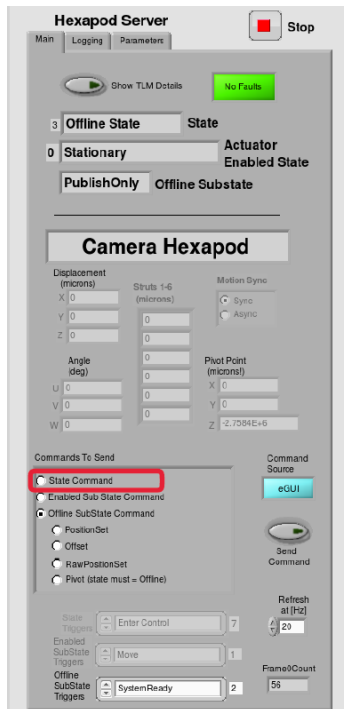 Hexapod Server
Stop
Main Logging Parameters
Show TLM Details No Faults
3 Offline State State
0 Stationary Actuator Enabled State
PublishOnly Offline Substate
Camera Hexapod
Displacement
(microns)
X 0
Y 0
Z 0
Struts 1-6
(microns)
0
0
0
0
0
0
Motion Sync
Sync
Async
Angle
(deg)
U 0
V 0
W 0
Pivot Point
(microns!)
X 0
Y 0
Z -2.7584E+6
Commands To Send
State Command
Enabled Sub State Command
Offline SubState Command
PositionSet
Offset
RawPositionSet
Pivot (state must = Offline)
Command
Source
eGUI
Send
Command
Refresh
at [Hz]
20
State
Triggers Enter Control 7
Enabled
SubState
Triggers Move 1
Offline
SubState
Triggers SystemReady 2
Frame0Count
56